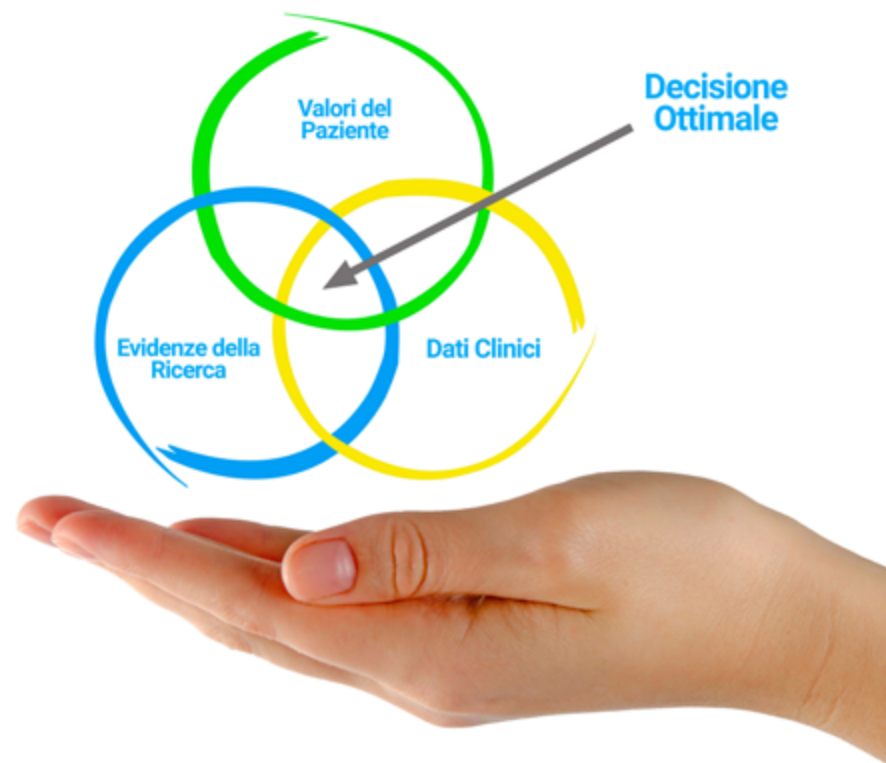 Valori del
Paziente
Decisione
Ottimale
Evidenze della
Ricerca
Dati Clinici